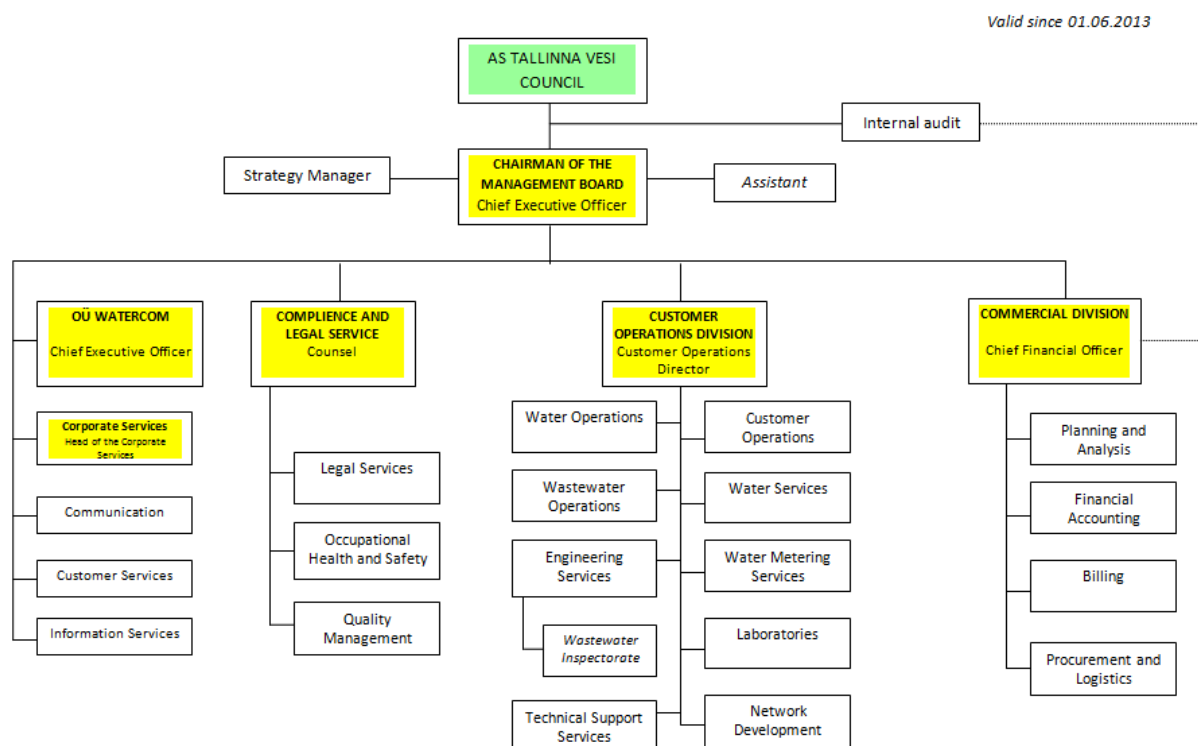 Valid since 01.06.2013
AS TALLINNA VESI
COUNCIL
Internal audit
Strategy Manager
CHAIRMAN OF THE
MANAGEMENT BOARD
Chief Executive Officer
Assistant
OÜ WATERCOM
Chief Executive Officer
COMPLIENCE AND
LEGAL SERVICE
Counsel
CUSTOMER
OPERATIONS DIVISION
Customer Operations
Director
COMMERCIAL DIVISION
Chief Financial Officer
Corporate Services
Head of the Corporate
Services
Communication
Customer Services
Information Services
Legal Services
Occupational
Health and Safety
Quality
Management
Water Operations
Customer
Operations
Wastewater
Operations
Water Services
Engineering
Services
Water Metering
Services
Wastewater
Inspectorate
Laboratories
Technical Support
Services
Network
Development
Planning and
Analysis
Financial
Accounting
Billing
Procurement and
Logistics